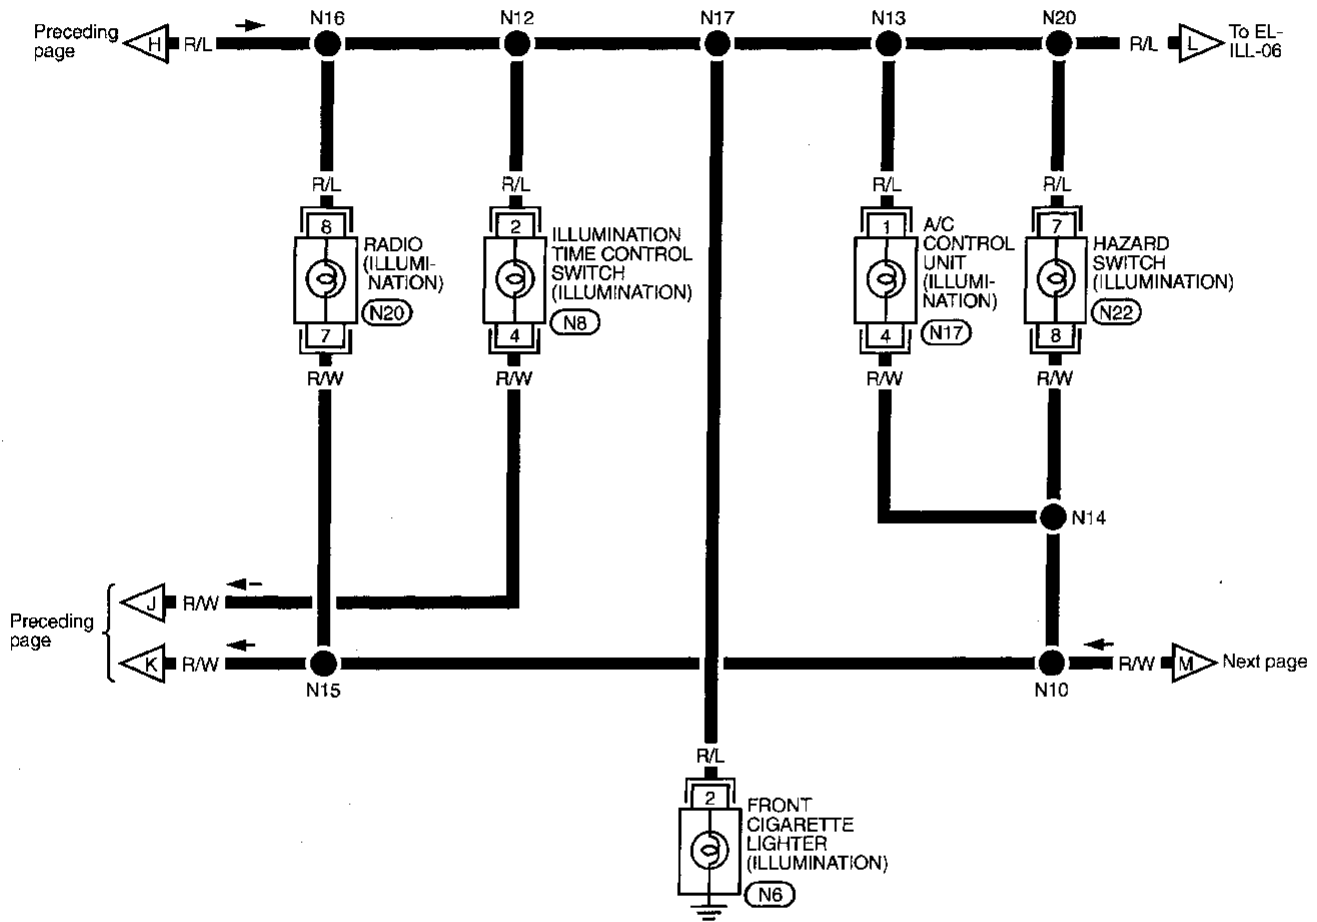 N16
N12
N17
N13
N20
Preceding
page
H
R/L
R/L
L
To EL-
ILL-06
R/L
R/L
R/L
R/L
8
2
1
7
RADIO
(ILLUMI-
NATION)
N20
ILLUMINATION
TIME CONTROL
SWITCH
(ILLUMINATION)
N8
A/C
CONTROL
UNIT
(ILLUMI-
NATION)
N17
HAZARD
SWITCH
(ILLUMINATION)
N22
7
4
4
8
R/W
R/W
R/W
R/W
N14
Preceding
page
J
R/W
K
R/W
N15
N10
R/W
M
Next page
R/L
2
FRONT
CIGARETTE
LIGHTER
(ILLUMINATION)
N6